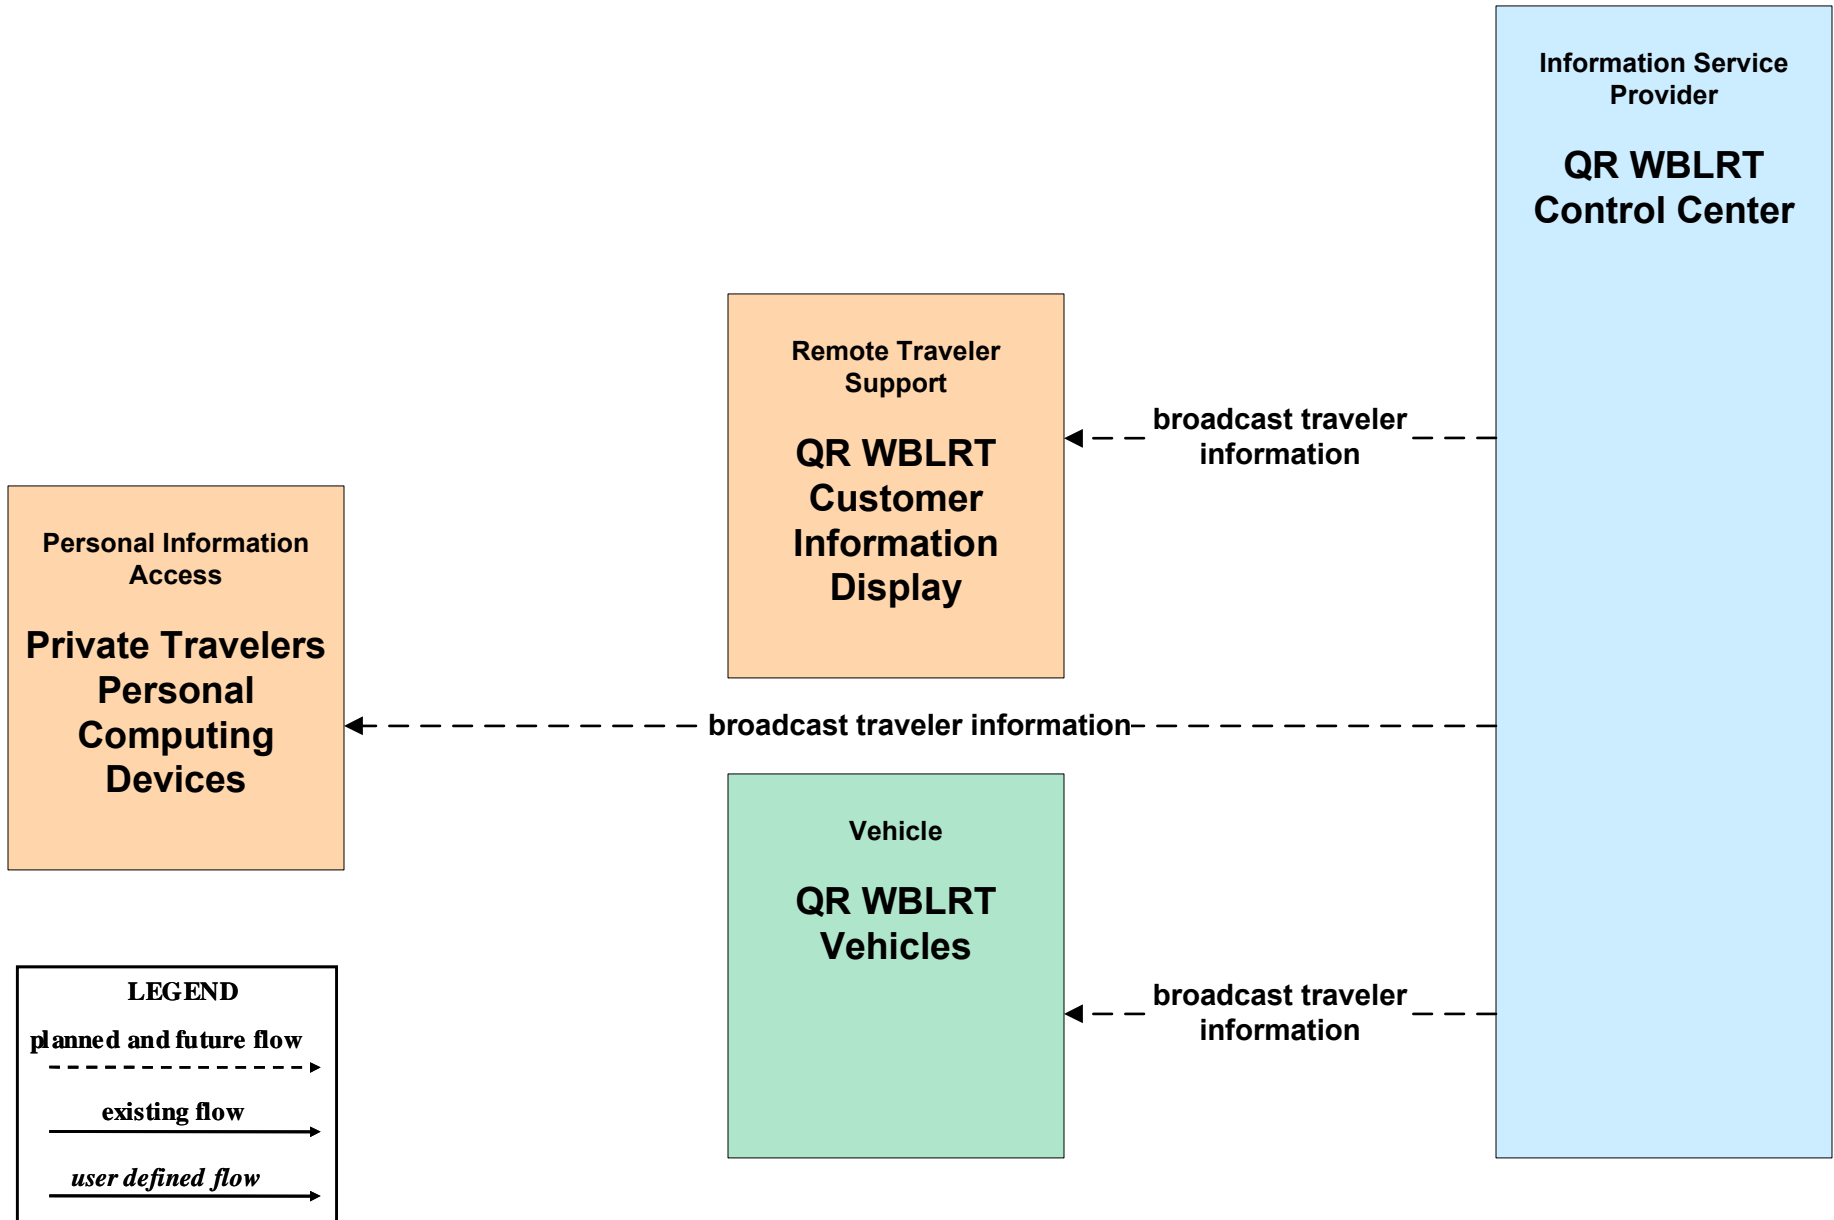 Information Service
Provider
QR WBLRT
Control Center
Remote Traveler
Support
QR WBLRT
Customer
Information
Display
broadcast traveler
information
Personal Information
Access
Private Travelers
Personal
Computing
Devices
broadcast traveler information
Vehicle
QR WBLRT
Vehicles
broadcast traveler
information
LEGEND
planned and future flow
existing flow
user defined flow